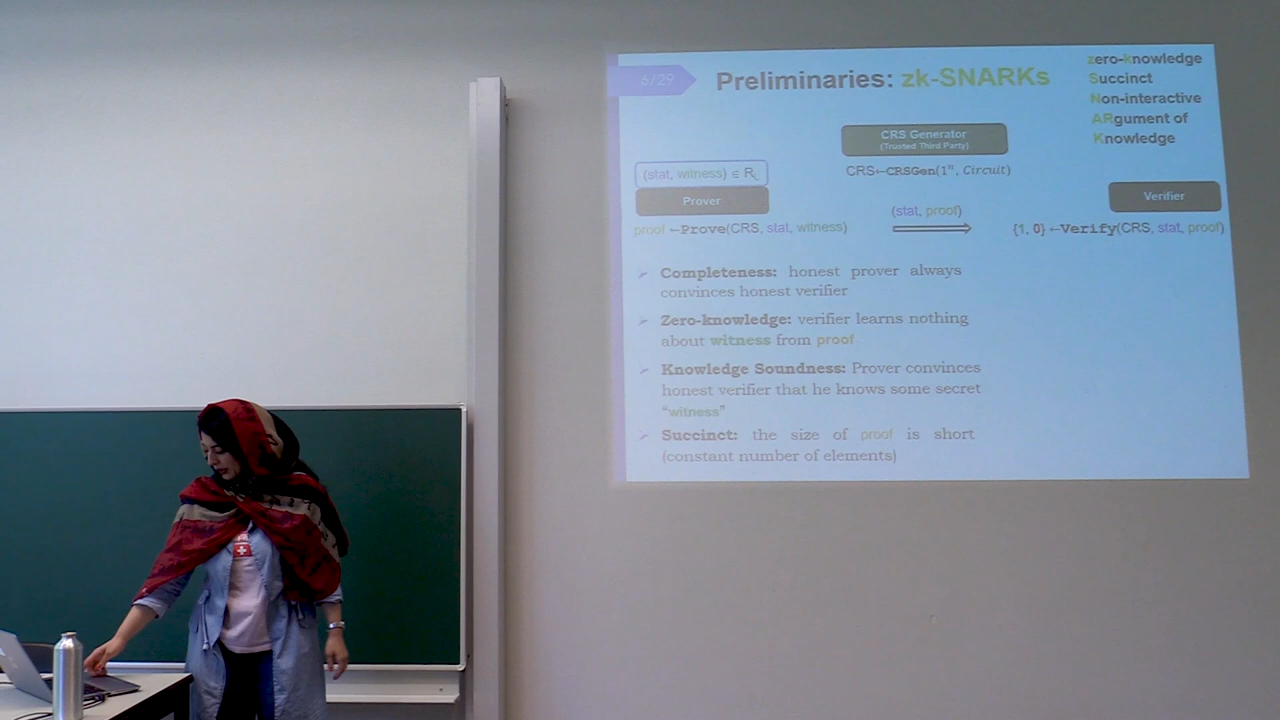 6/29
Preliminaries: zk-SNARKs
zero-knowledge
Succinct
Non-interactive
ARgument of
Knowledge
CRS Generator
(Trusted Third Party)
CRS←CRSGen(1ⁿ, Circuit)
(stat, witness) ∈ R
Prover
proof ←Prove(CRS, stat, witness)
(stat, proof)
Verifier
{1, 0} ←Verify(CRS, stat, proof)
Completeness: honest prover always
convinces honest verifier
Zero-knowledge: verifier learns nothing
about witness from proof
Knowledge Soundness: Prover convinces
honest verifier that he knows some secret
“witness”
Succinct: the size of proof is short
(constant number of elements)